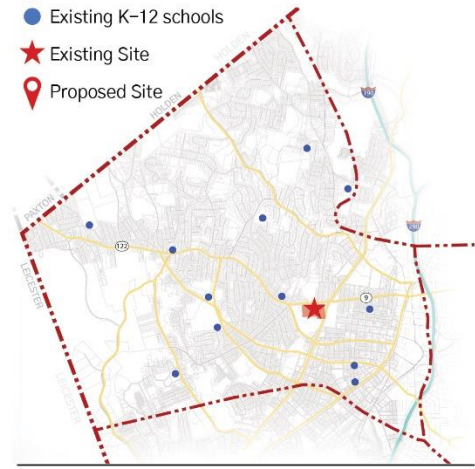 Existing K-12 schools
Existing Site
Proposed Site
HOLDEN
HOLDEN
190
PAXTON
LEICESTER
122
290
9
LEICESTER